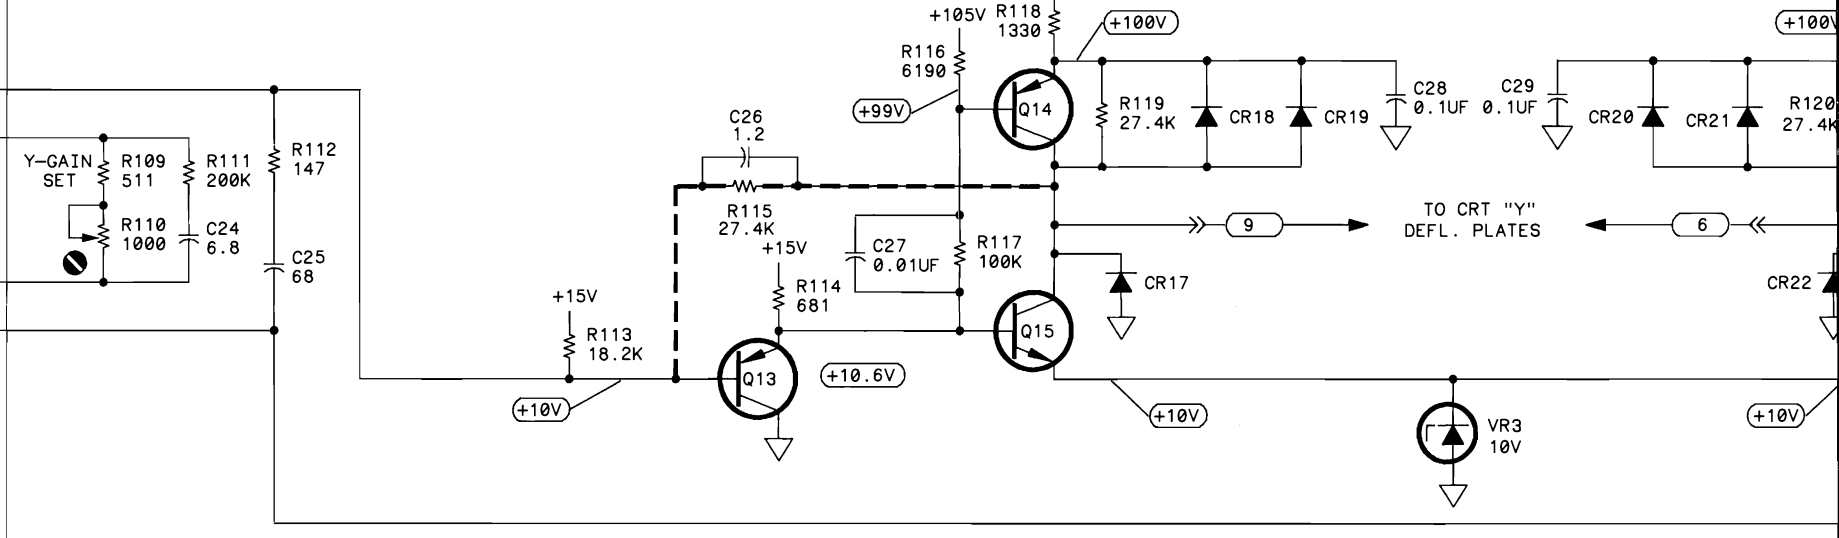 +105V
R118
1330
+100V
+100V
R116
6190
+99V
Q14
R119
27.4K
CR18
CR19
C28
0.1UF
C29
0.1UF
CR20
CR21
R120
27.4K
C26
1.2
Y-GAIN
SET
R109
511
R111
200K
R112
147
R110
1000
C24
6.8
C25
68
R115
27.4K
+15V
C27
0.01UF
R117
100K
9
TO CRT "Y"
DEFL. PLATES
6
+15V
R113
18.2K
R114
681
CR17
CR22
Q15
Q13
+10.6V
+10V
+10V
+10V
VR3
10V